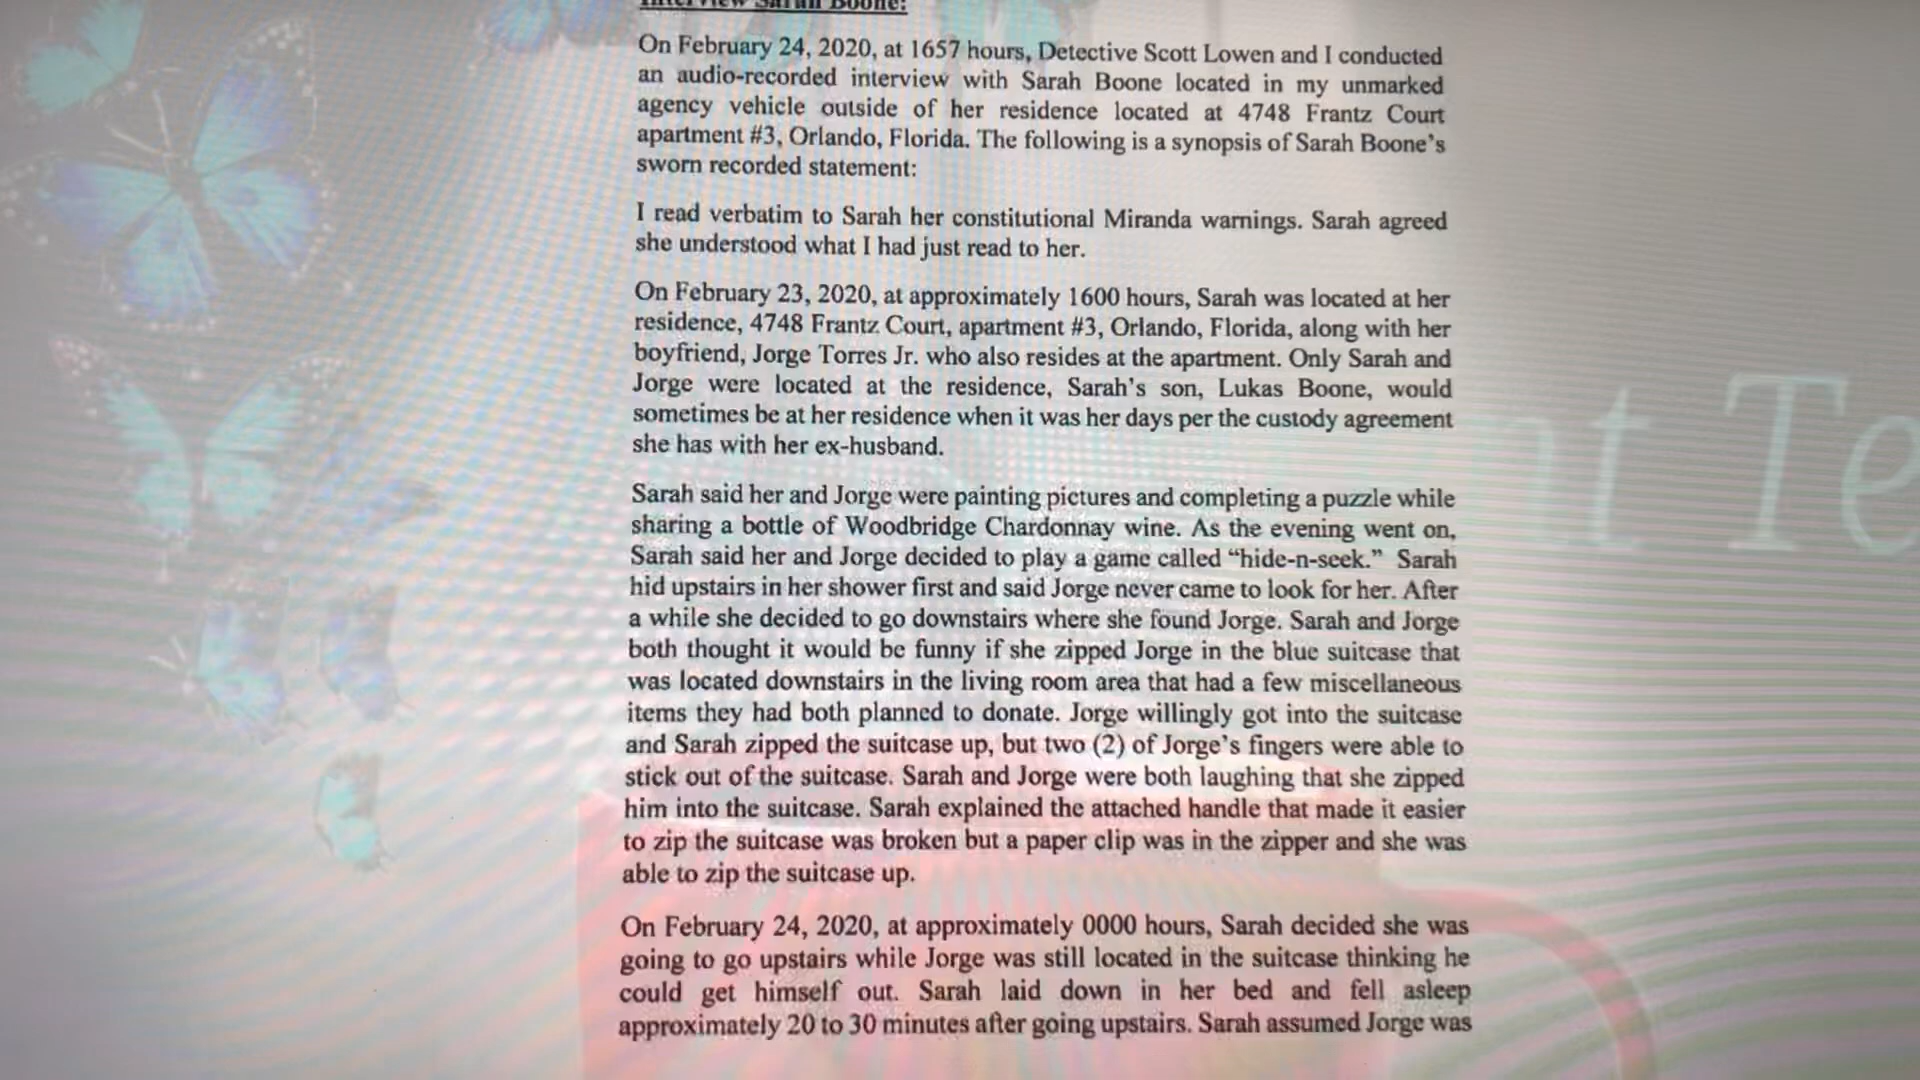 Interview Sarah Boone:
On February 24, 2020, at 1657 hours, Detective Scott Lowen and I conducted
an audio-recorded interview with Sarah Boone located in my unmarked
agency vehicle outside of her residence located at 4748 Frantz Court
apartment #3, Orlando, Florida. The following is a synopsis of Sarah Boone's
sworn recorded statement:
I read verbatim to Sarah her constitutional Miranda warnings. Sarah agreed
she understood what I had just read to her.
On February 23, 2020, at approximately 1600 hours, Sarah was located at her
residence, 4748 Frantz Court, apartment #3, Orlando, Florida, along with her
boyfriend, Jorge Torres Jr. who also resides at the apartment. Only Sarah and
Jorge were located at the residence, Sarah's son, Lukas Boone, would
sometimes be at her residence when it was her days per the custody agreement
she has with her ex-husband.
Sarah said her and Jorge were painting pictures and completing a puzzle while
sharing a bottle of Woodbridge Chardonnay wine. As the evening went on,
Sarah said her and Jorge decided to play a game called “hide-n-seek.” Sarah
hid upstairs in her shower first and said Jorge never came to look for her. After
a while she decided to go downstairs where she found Jorge. Sarah and Jorge
both thought it would be funny if she zipped Jorge in the blue suitcase that
was located downstairs in the living room area that had a few miscellaneous
items they had both planned to donate. Jorge willingly got into the suitcase
and Sarah zipped the suitcase up, but two (2) of Jorge's fingers were able to
stick out of the suitcase. Sarah and Jorge were both laughing that she zipped
him into the suitcase. Sarah explained the attached handle that made it easier
to zip the suitcase was broken but a paper clip was in the zipper and she was
able to zip the suitcase up.
On February 24, 2020, at approximately 0000 hours, Sarah decided she was
going to go upstairs while Jorge was still located in the suitcase thinking he
could get himself out. Sarah laid down in her bed and fell asleep
approximately 20 to 30 minutes after going upstairs. Sarah assumed Jorge was
t Te